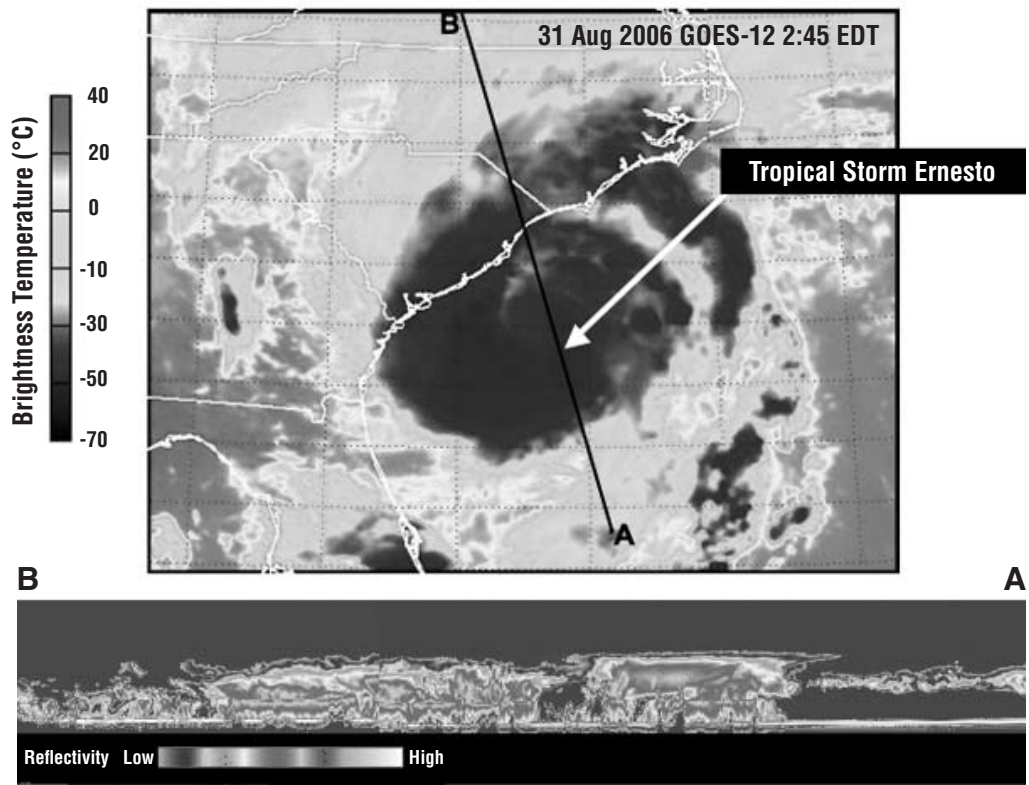 B
31 Aug 2006 GOES-12 2:45 EDT
Brightness Temperature (°C)
40
20
0
-10
-30
-50
-70
Tropical Storm Ernesto
A
B
A
Reflectivity Low High